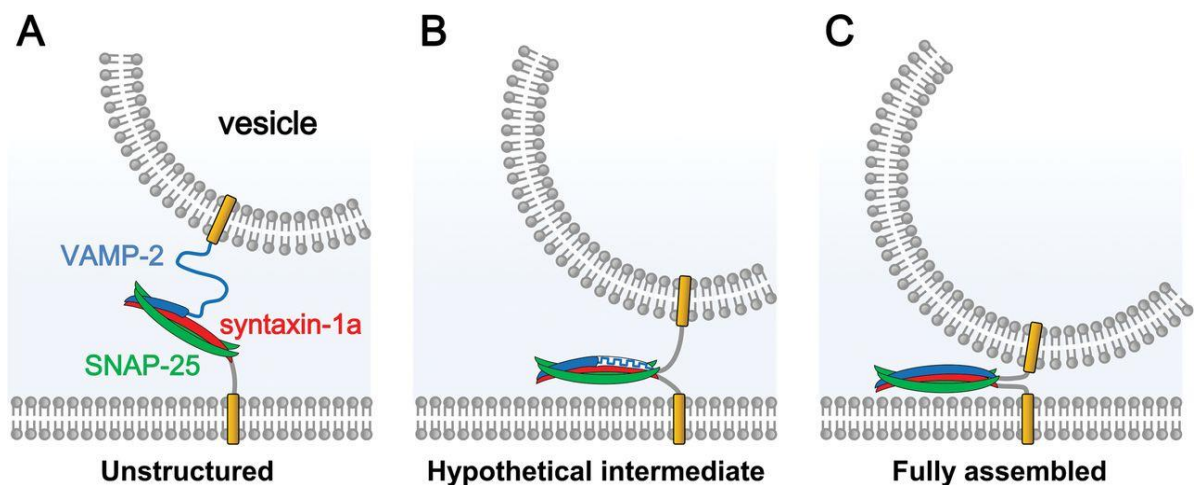 A
B
C
vesicle
VAMP-2
syntaxin-1a
SNAP-25
Unstructured
Hypothetical intermediate
Fully assembled